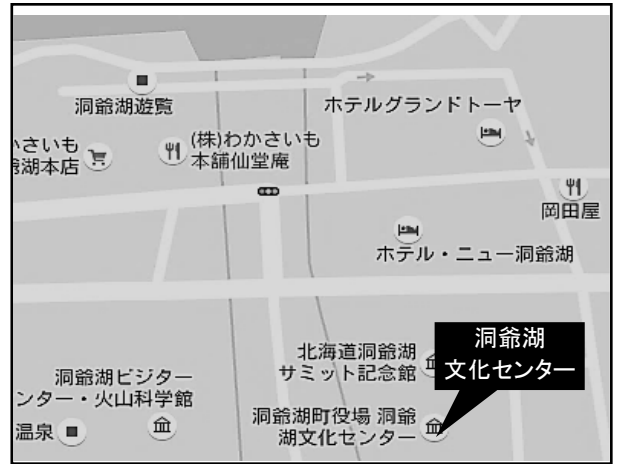 洞爺湖遊覧
ホテルグランドトーヤ
かさいも
爺湖本店
(株)わかさいも
本舗仙堂庵
岡田屋
ホテル・ニュー洞爺湖
北海道洞爺湖
サミット記念館
洞爺湖
文化センター
洞爺湖ビジター
ンター・火山科学館
洞爺湖町役場 洞爺
湖文化センター
温泉